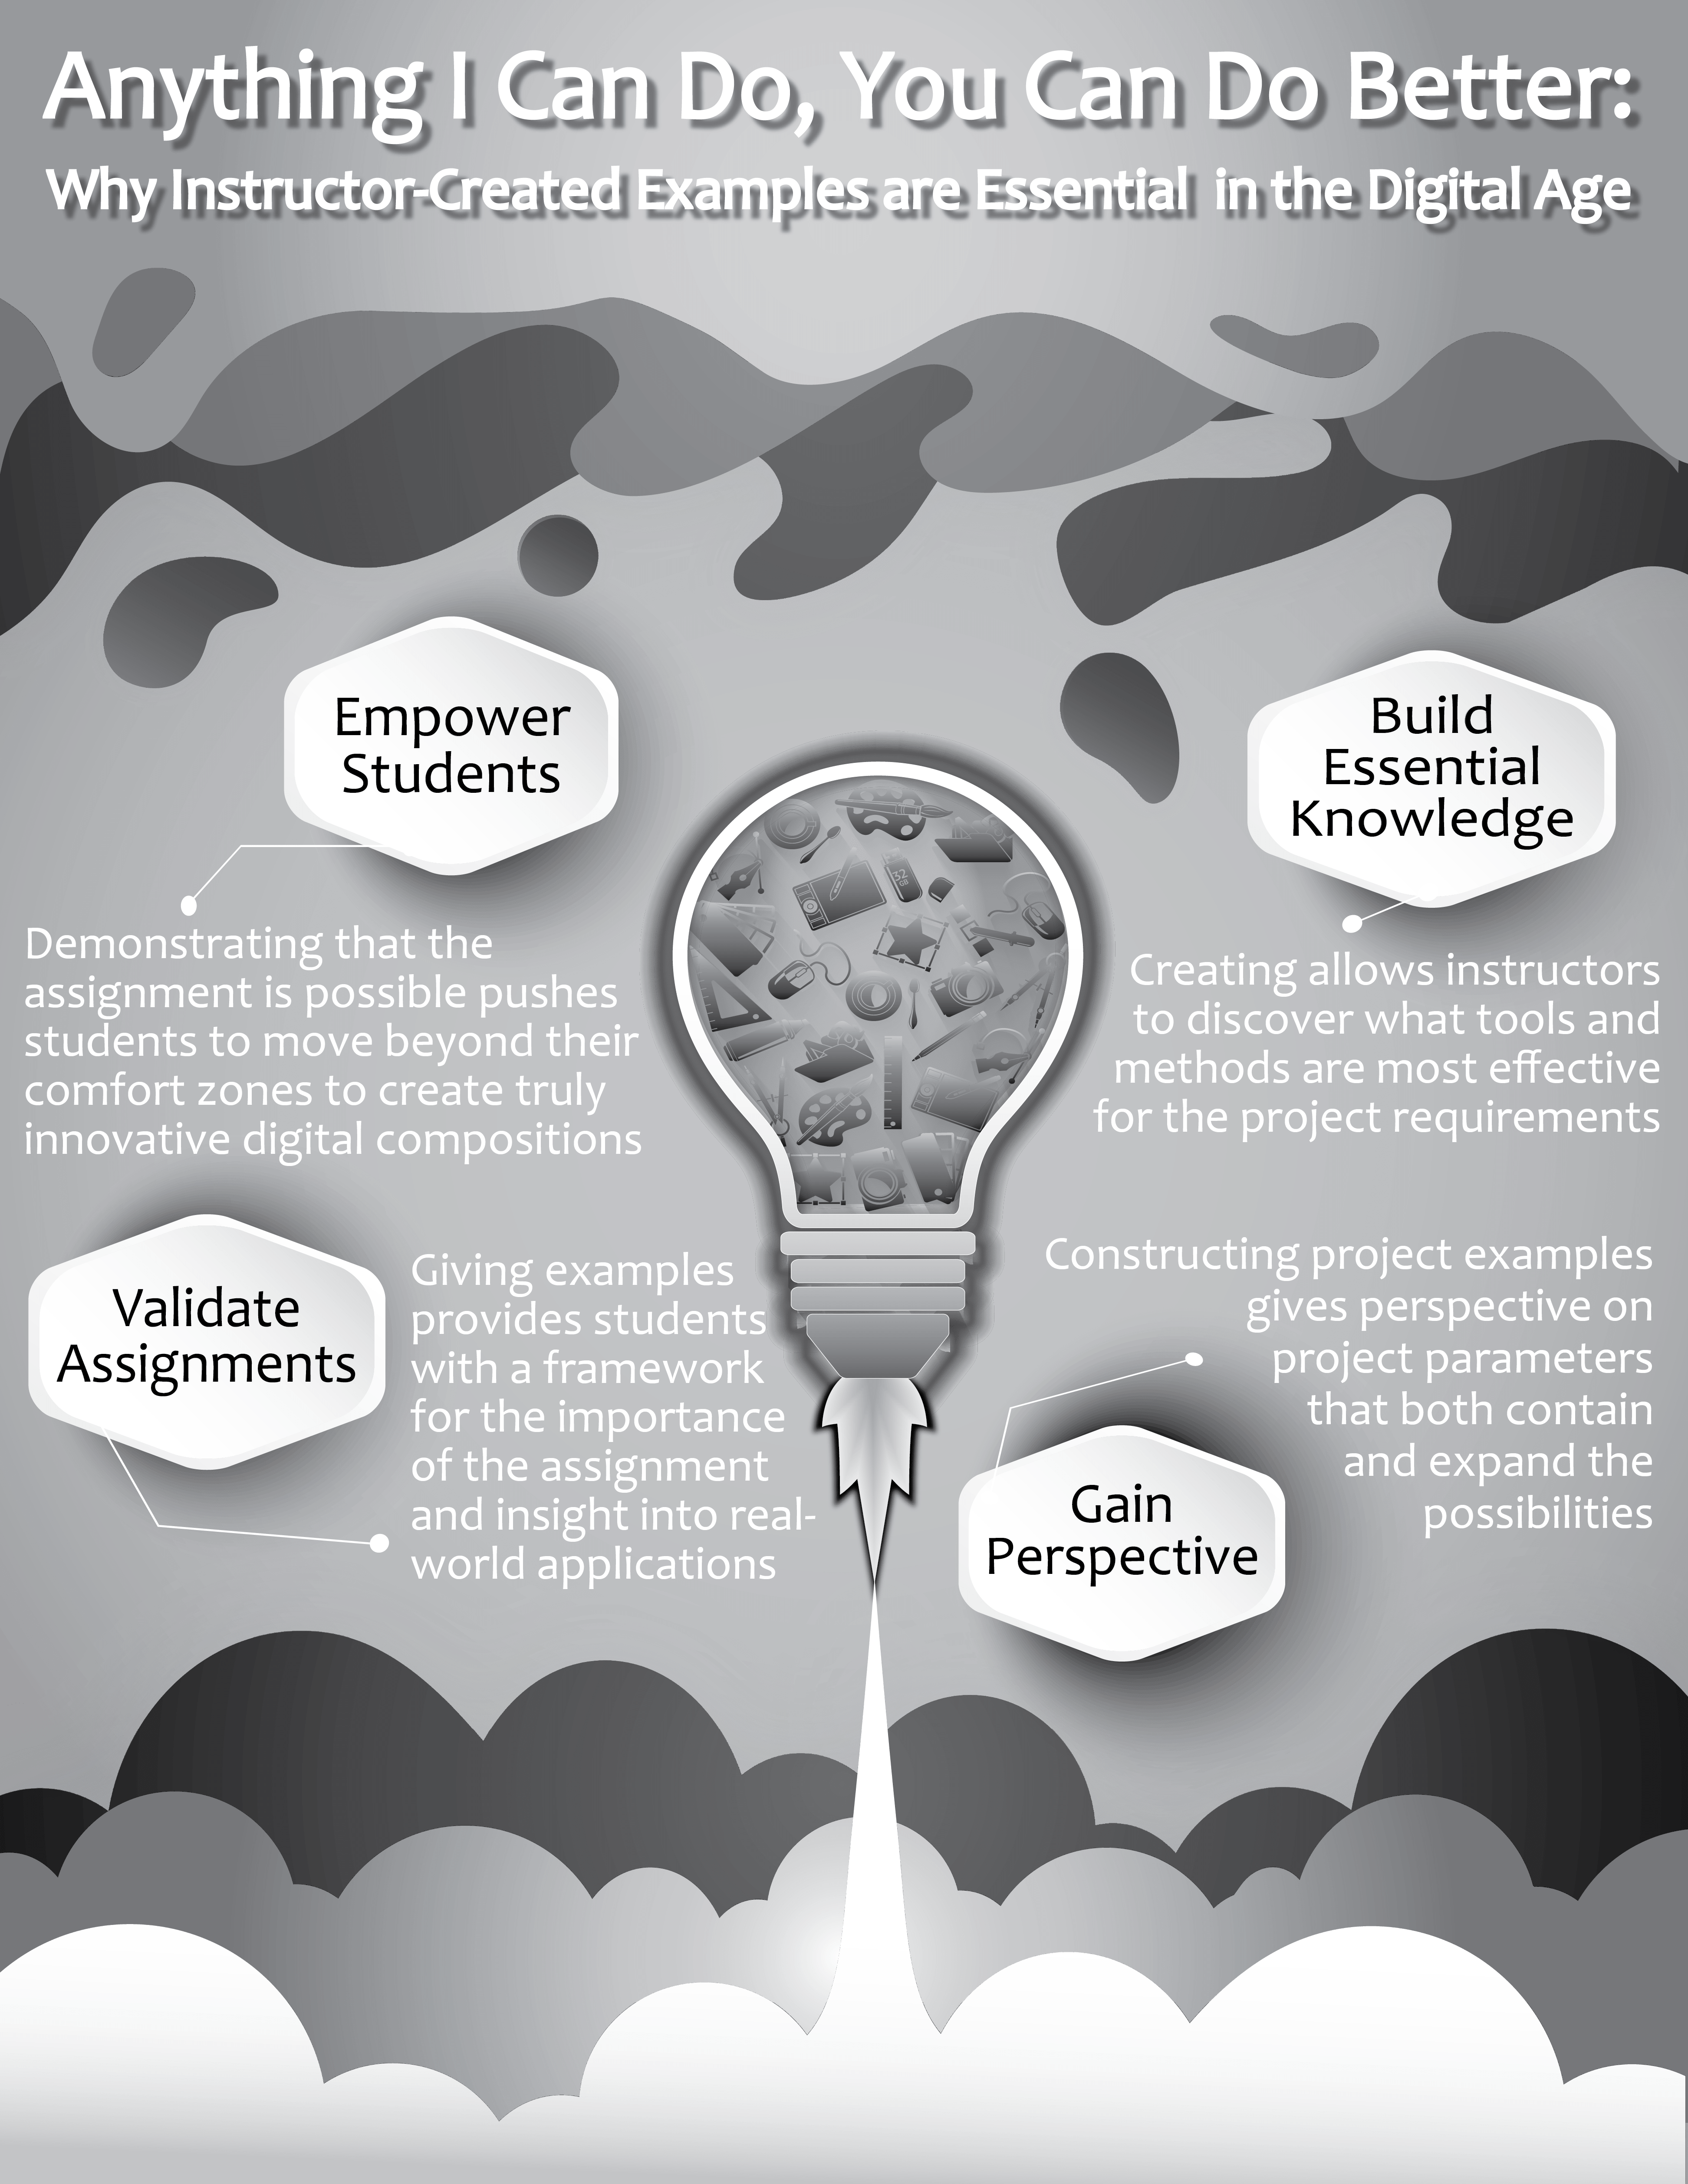 Anything I Can Do, You Can Do Better:
Why Instructor-Created Examples are Essential in the Digital Age
Empower
Students
Demonstrating that the
assignment is possible pushes
students to move beyond their
comfort zones to create truly
innovative digital compositions
Build
Essential
Knowledge
Creating allows instructors
to discover what tools and
methods are most effective
for the project requirements
Validate
Assignments
Giving examples
provides students
with a framework
for the importance
of the assignment
and insight into real-
world applications
Constructing project examples
gives perspective on
project parameters
that both contain
and expand the
possibilities
Gain
Perspective
32
GB